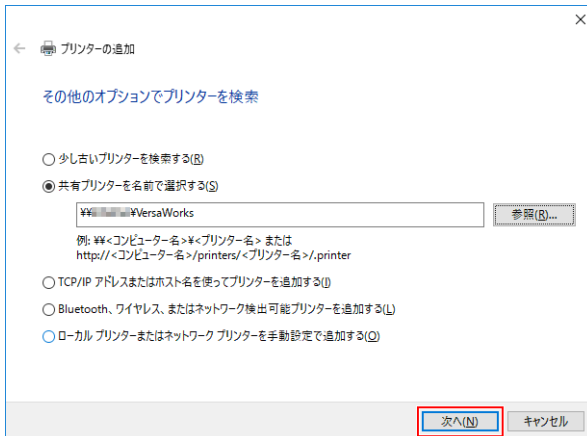 プリンターの追加
その他のオプションでプリンターを検索
少し古いプリンターを検索する(R)
共有プリンターを名前で選択する(S)
¥¥ ¥VersaWorks
参照(R)...
例: ¥¥<コンピューター名>¥<プリンター名> または
http://<コンピューター名>/printers/<プリンター名>/.printer
TCP/IP アドレスまたはホスト名を使ってプリンターを追加する(I)
Bluetooth、ワイヤレス、またはネットワーク検出可能プリンターを追加する(L)
ローカル プリンターまたはネットワーク プリンターを手動設定で追加する(O)
次へ(N)
キャンセル